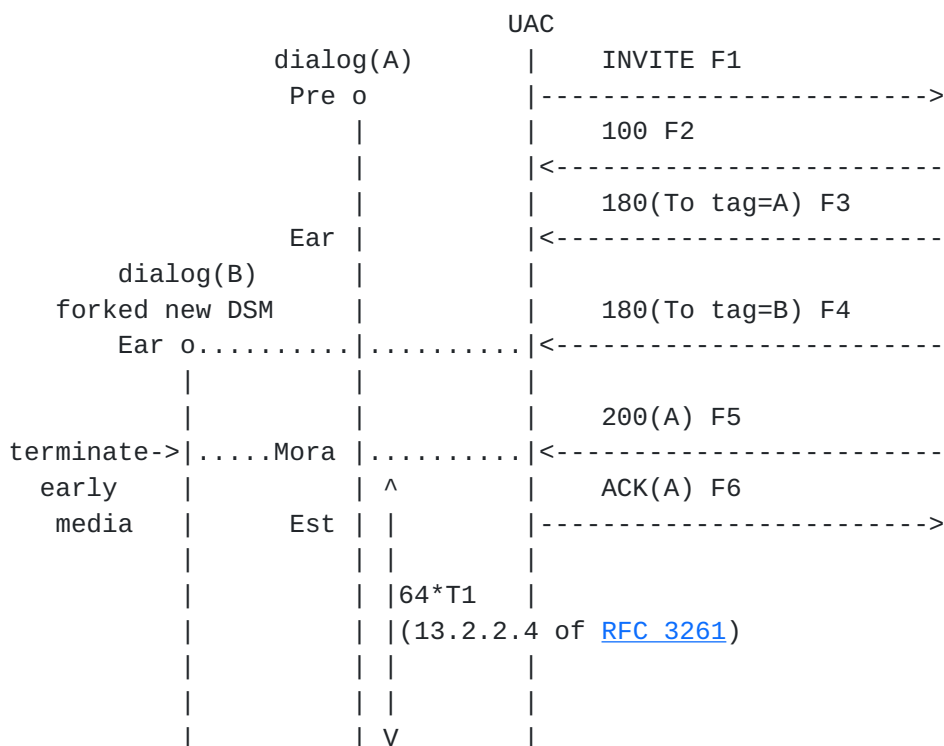 UAC
                 dialog(A)       |    INVITE F1
                  Pre o          |------------------------->
                      |          |    100 F2
                      |          |<-------------------------
                      |          |    180(To tag=A) F3
                  Ear |          |<-------------------------
       dialog(B)      |          |
   forked new DSM     |          |    180(To tag=B) F4
       Ear o..........|..........|<-------------------------
           |          |          |
           |          |          |    200(A) F5
terminate->|.....Mora |..........|<-------------------------
  early    |          | ^        |    ACK(A) F6
   media   |      Est | |        |------------------------->
           |          | |        |
           |          | |64*T1   |
           |          | |(13.2.2.4 of RFC 3261)
           |          | |        |
           |          | |        |
           |          | V        |